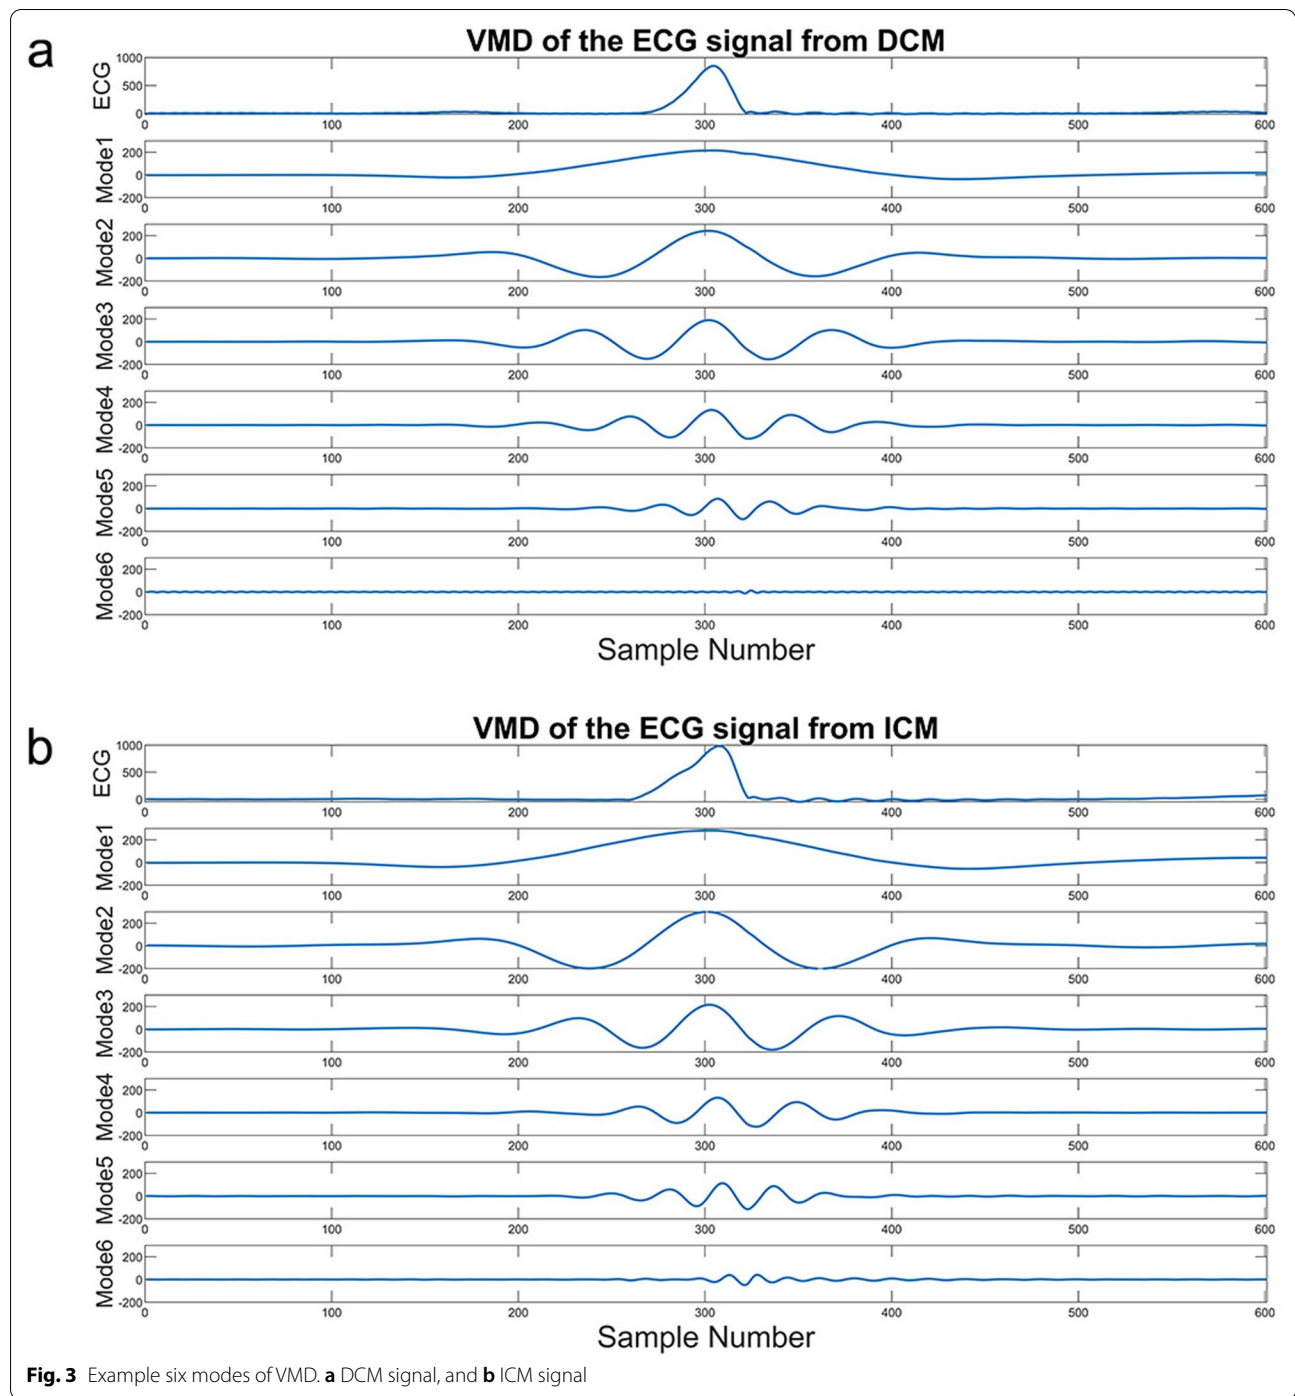 a
VMD of the ECG signal from DCM
ECG
1000
500
0
0 100 200 300 400 500 600
Mode1
200
0
-200
0 100 200 300 400 500 600
Mode2
200
0
-200
0 100 200 300 400 500 600
Mode3
200
0
-200
0 100 200 300 400 500 600
Mode4
200
0
-200
0 100 200 300 400 500 600
Mode5
200
0
-200
0 100 200 300 400 500 600
Mode6
200
0
-200
0 100 200 300 400 500 600
Sample Number
b
VMD of the ECG signal from ICM
ECG
1000
500
0
0 100 200 300 400 500 600
Mode1
200
0
-200
0 100 200 300 400 500 600
Mode2
200
0
-200
0 100 200 300 400 500 600
Mode3
200
0
-200
0 100 200 300 400 500 600
Mode4
200
0
-200
0 100 200 300 400 500 600
Mode5
200
0
-200
0 100 200 300 400 500 600
Mode6
200
0
-200
0 100 200 300 400 500 600
Sample Number
Fig. 3 Example six modes of VMD. a DCM signal, and b ICM signal